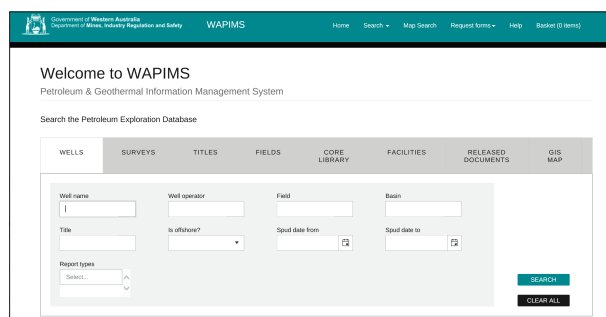 Government of Western Australia
Department of Mines, Industry Regulation and Safety
WAPIMS
Home
Search
Map Search
Request forms
Help
Basket (0 items)
Welcome to WAPIMS
Petroleum & Geothermal Information Management System
Search the Petroleum Exploration Database
WELLS
SURVEYS
TITLES
FIELDS
CORE
LIBRARY
FACILITIES
RELEASED
DOCUMENTS
GIS
MAP
Well name
Well operator
Field
Basin
Title
Is offshore?
Spud date from
Spud date to
Report types
Select...
SEARCH
CLEAR ALL